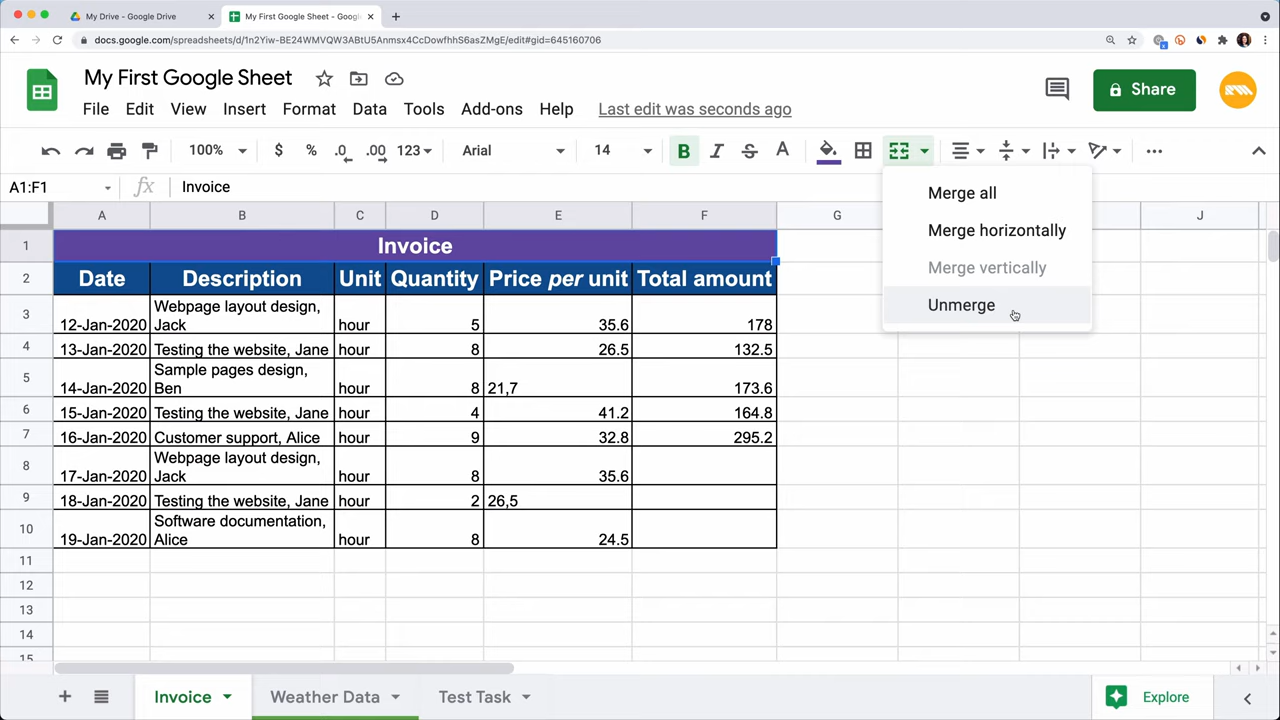 My Drive - Google Drive
My First Google Sheet - Goog
docs.google.com/spreadsheets/d/1n2Yiw-BE24WMVQW3ABtU5Anmsx4CcDowfhhS6asZMgE/edit#gid=645160706
My First Google Sheet
File Edit View Insert Format Data Tools Add-ons Help Last edit was seconds ago
Share
100% $ % .0 .00 123 Arial 14 B I S A
A1:F1 fx Invoice
Merge all
Merge horizontally
Merge vertically
Unmerge
A B C D E F G J
1 Invoice
2 Date Description Unit Quantity Price per unit Total amount
Webpage layout design,
3 12-Jan-2020 Jack hour 5 35.6 178
4 13-Jan-2020 Testing the website, Jane hour 8 26.5 132.5
Sample pages design,
5 14-Jan-2020 Ben hour 8 21,7 173.6
6 15-Jan-2020 Testing the website, Jane hour 4 41.2 164.8
7 16-Jan-2020 Customer support, Alice hour 9 32.8 295.2
Webpage layout design,
8 17-Jan-2020 Jack hour 8 35.6
9 18-Jan-2020 Testing the website, Jane hour 2 26,5
Software documentation,
10 19-Jan-2020 Alice hour 8 24.5
11
12
13
14
15
Invoice Weather Data Test Task Explore